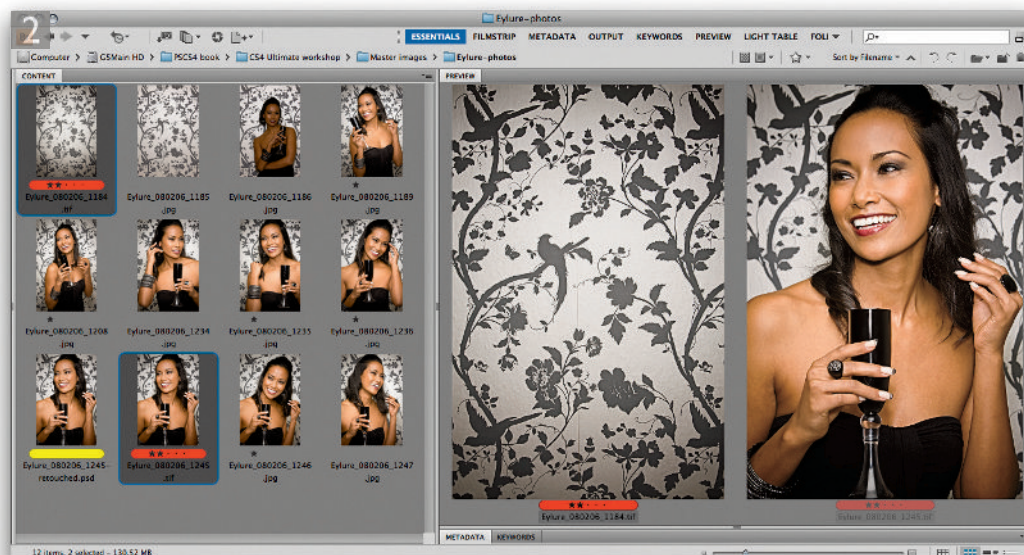 2
Eylure-photos
ESSENTIALS FILMSTRIP METADATA OUTPUT KEYWORDS PREVIEW LIGHT TABLE FOLI
Computer > G5Main HD > PSCS4 book > CS4 Ultimate workshop > Master images > Eylure-photos
Sort by Filename
CONTENT
PREVIEW
Eylure_080206_1184
.tif
Eylure_080206_1185
.jpg
Eylure_080206_1186
.jpg
Eylure_080206_1189
.jpg
Eylure_080206_1208
.jpg
Eylure_080206_1234
.jpg
Eylure_080206_1235
.jpg
Eylure_080206_1236
.jpg
Eylure_080206_1245-
retouched.psd
Eylure_080206_1245
.tif
Eylure_080206_1246
.jpg
Eylure_080206_1247
.jpg
Eylure_080206_1184.tif
Eylure_080206_1245.tif
METADATA KEYWORDS
12 items, 2 selected - 130.52 MB